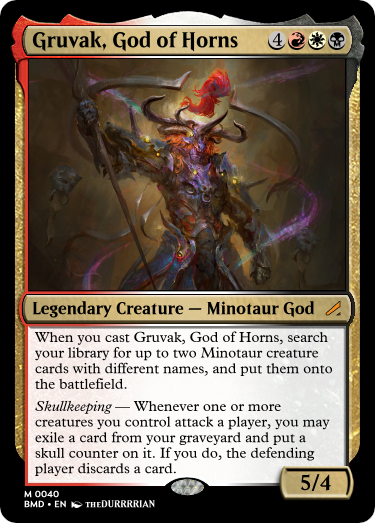 Gruvak, God of Horns 4
Legendary Creature — Minotaur God
When you cast Gruvak, God of Horns, search
your library for up to two Minotaur creature
cards with different names, and put them onto
the battlefield.
Skullkeeping — Whenever one or more
creatures you control attack a player, you may
exile a card from your graveyard and put a
skull counter on it. If you do, the defending
player discards a card.
5/4
M 0040
BMD • EN theDURRRRIAN